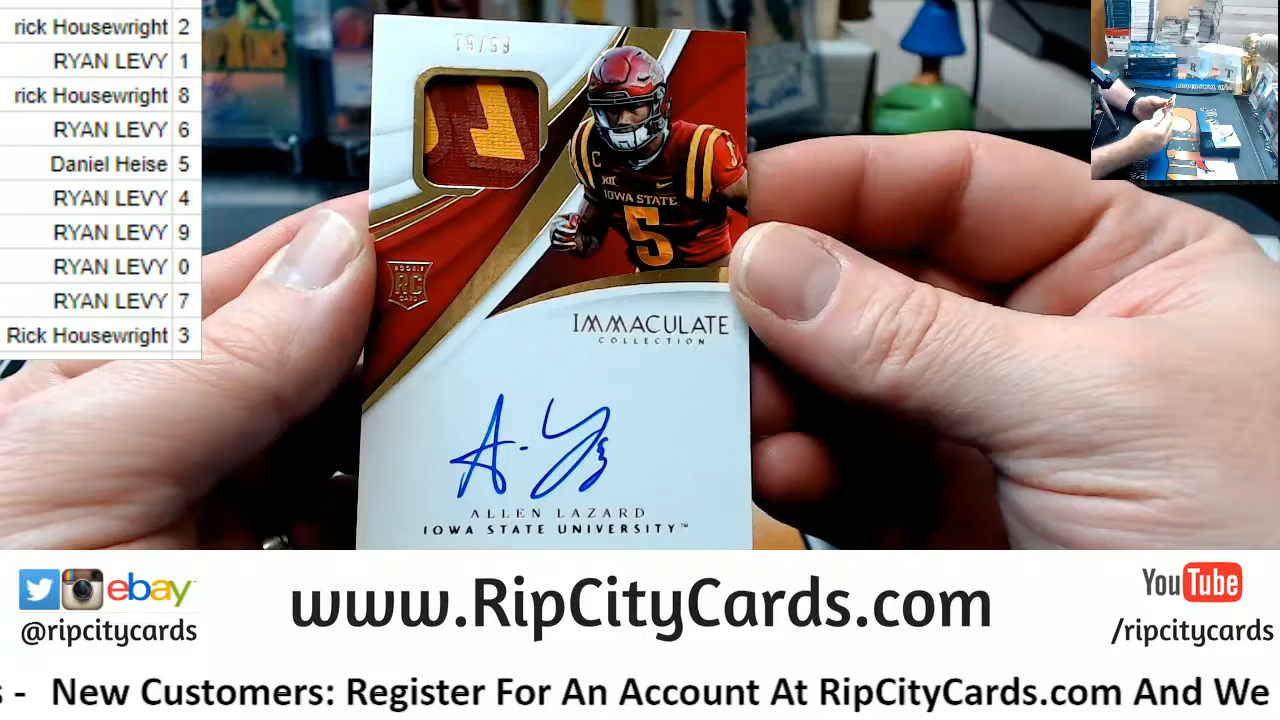 rick Housewright 2
RYAN LEVY 1
rick Housewright 8
RYAN LEVY 6
Daniel Heise 5
RYAN LEVY 4
RYAN LEVY 9
RYAN LEVY 0
RYAN LEVY 7
Rick Housewright 3
C
XII
IOWA STATE
5
ROOKIE
RC
CARD
IMMACULATE
COLLECTION
A
ALLEN LAZARD
IOWA STATE UNIVERSITY™
ebay
@ripcitycards
www.RipCityCards.com
YouTube
/ripcitycards
s - New Customers: Register For An Account At RipCityCards.com And We